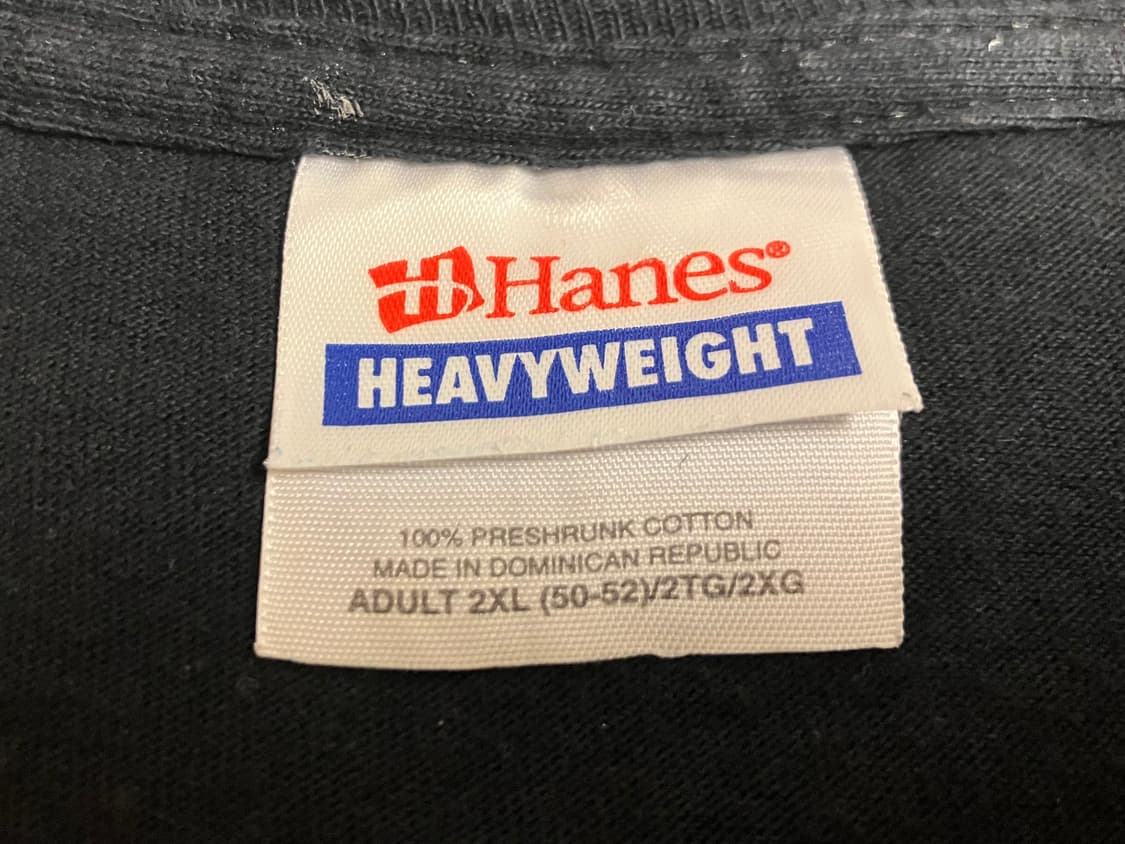 H Hanes®
HEAVYWEIGHT
100% PRESHRUNK COTTON
MADE IN DOMINICAN REPUBLIC
ADULT 2XL (50-52)/2TG/2XG